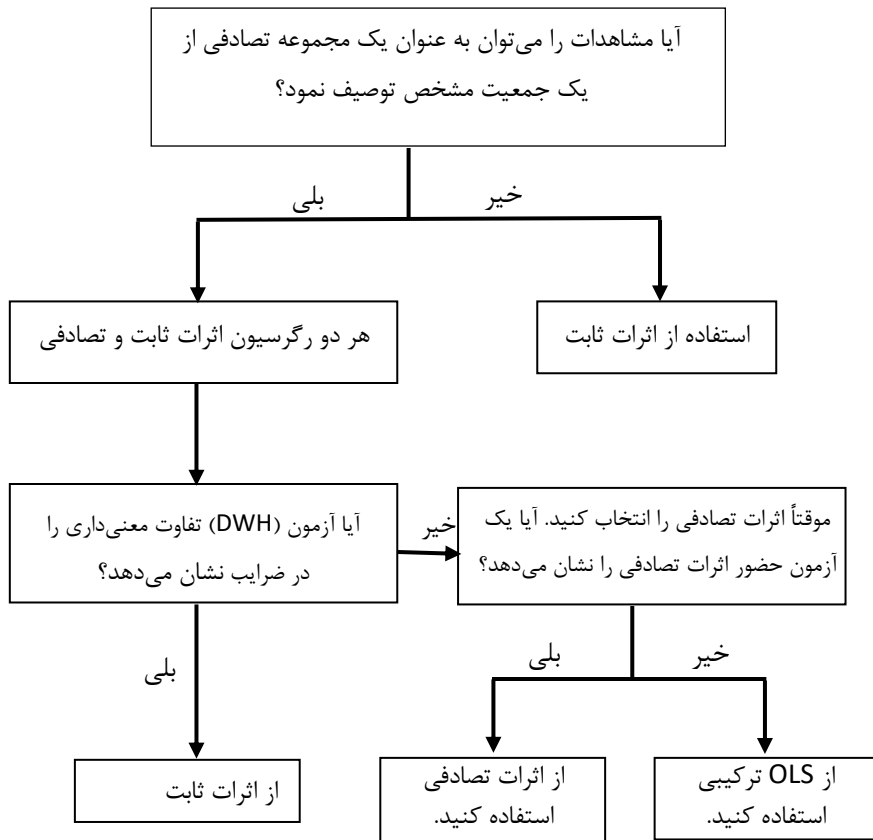 آیا مشاهدات را می‌توان به عنوان یک مجموعه تصادفی از
یک جمعیت مشخص توصیف نمود؟
بلی
خیر
هر دو رگرسیون اثرات ثابت و تصادفی
استفاده از اثرات ثابت
آیا آزمون (DWH) تفاوت معنی‌داری را
در ضرایب نشان می‌دهد؟
خیر
موقتاً اثرات تصادفی را انتخاب کنید. آیا یک
آزمون حضور اثرات تصادفی را نشان می‌دهد؟
بلی
بلی
خیر
از اثرات ثابت
از اثرات تصادفی
استفاده کنید.
از OLS ترکیبی
استفاده کنید.